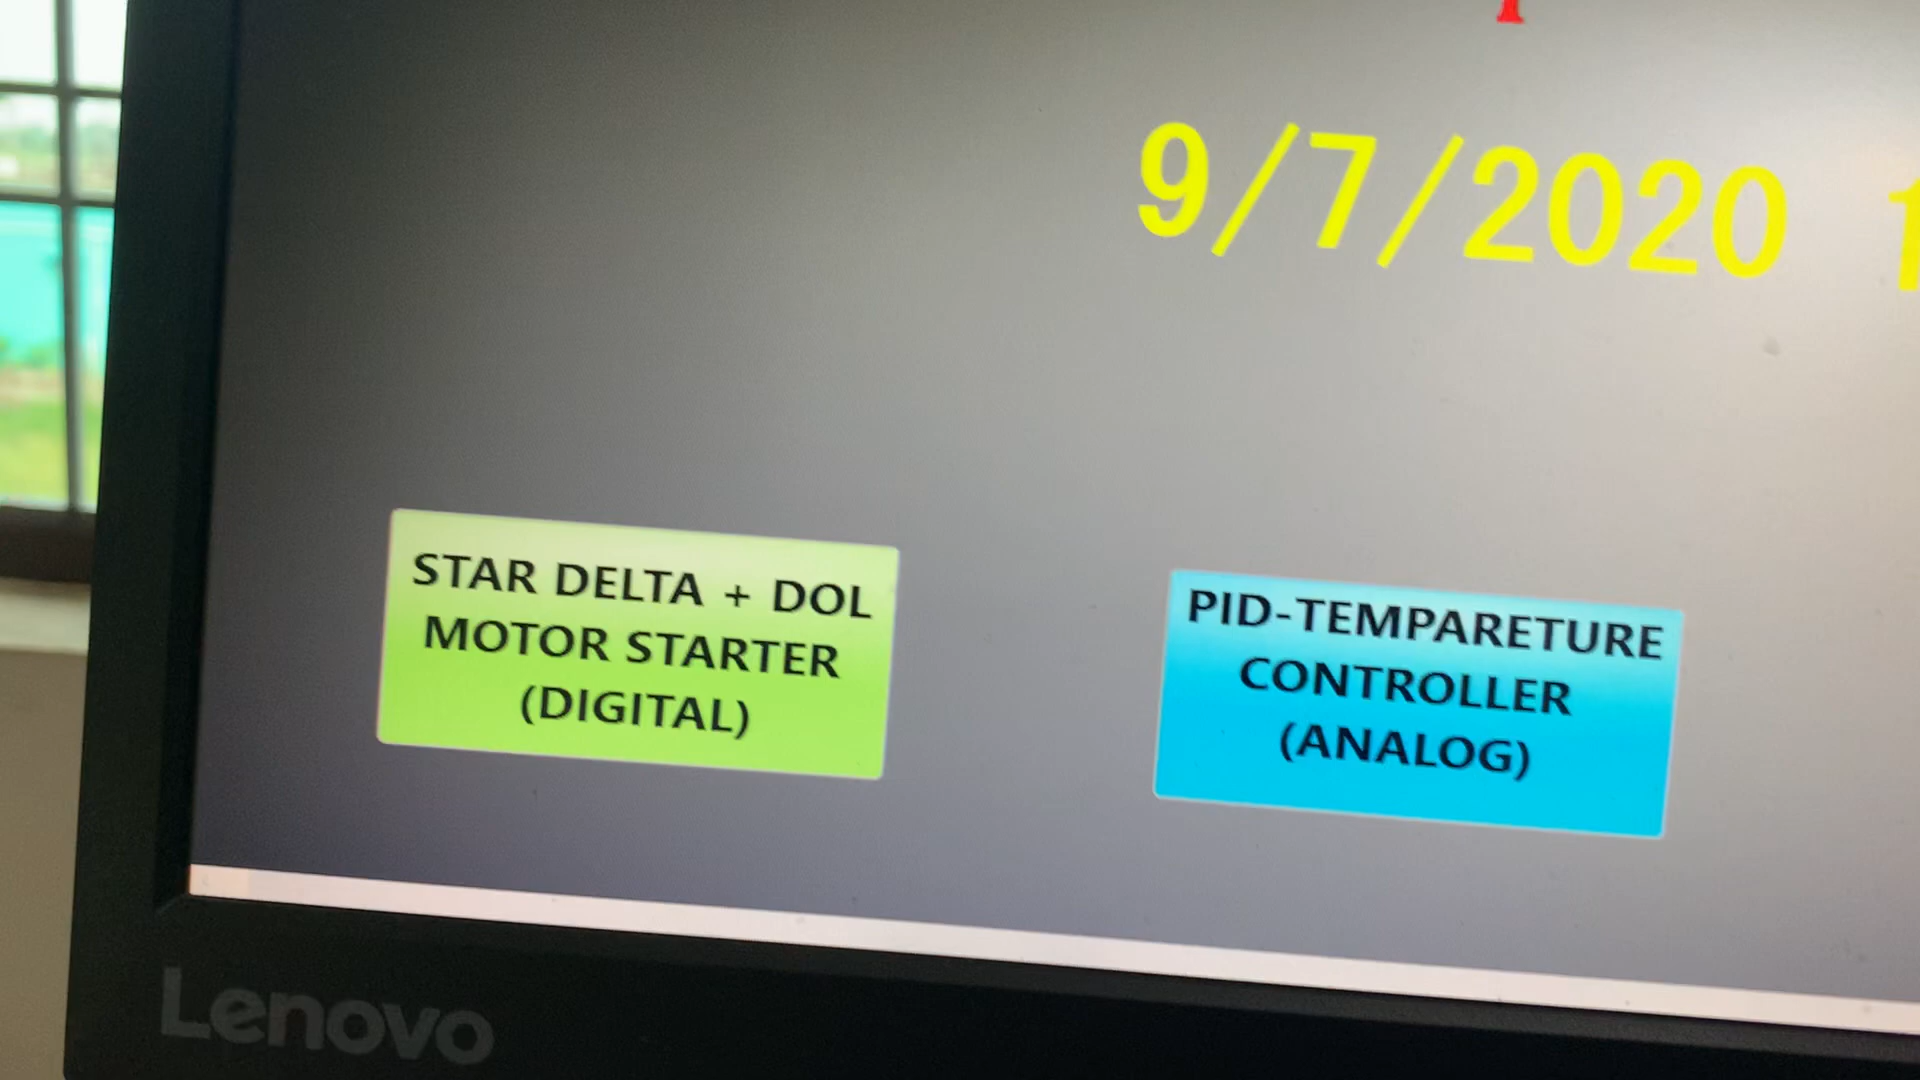 9/7/2020
STAR DELTA + DOL
MOTOR STARTER
(DIGITAL)
PID-TEMPARETURE
CONTROLLER
(ANALOG)
Lenovo